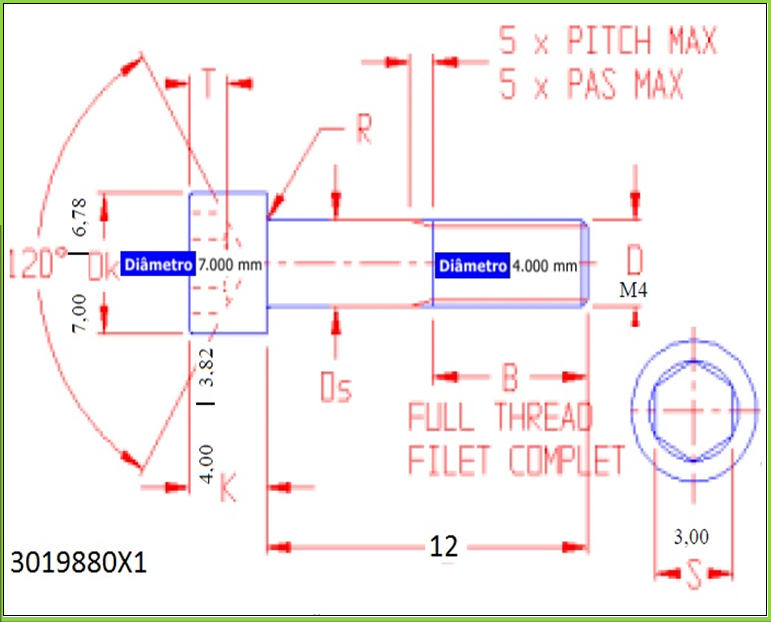 5 x PITCH MAX
5 x PAS MAX
T
R
6,78
120°
Dk
Diâmetro 7.000 mm
Diâmetro 4.000 mm
D
M4
7,00
3.82
Ds
B
FULL THREAD
FILET COMPLET
4,00
K
12
3,00
S
3019880X1